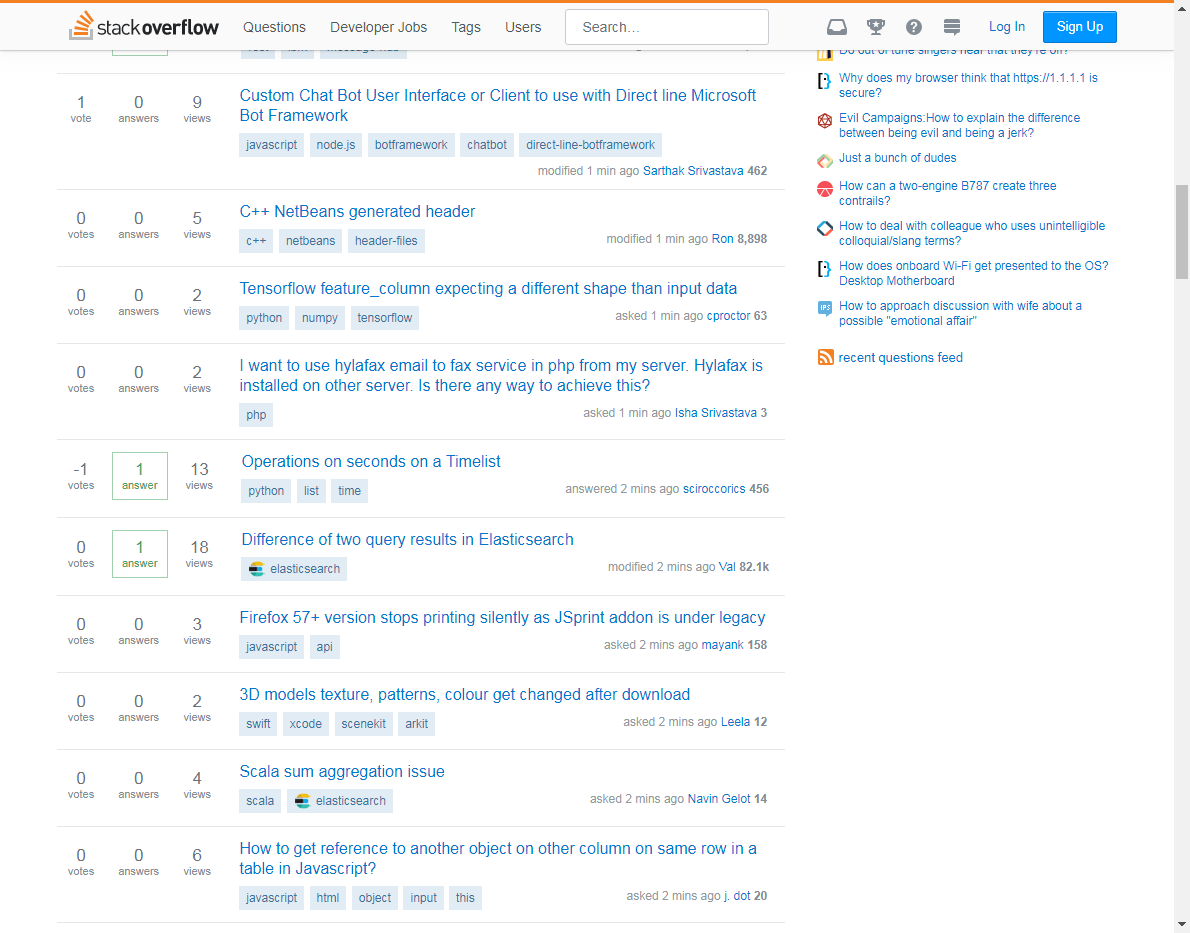 stackoverflow
Questions
Developer Jobs
Tags
Users
Search…
Log In
Sign Up
1
vote
0
answers
9
views
Custom Chat Bot User Interface or Client to use with Direct line Microsoft
Bot Framework
javascript
node.js
botframework
chatbot
direct-line-botframework
modified 1 min ago Sarthak Srivastava 462
0
votes
0
answers
5
views
C++ NetBeans generated header
c++
netbeans
header-files
modified 1 min ago Ron 8,898
0
votes
0
answers
2
views
Tensorflow feature_column expecting a different shape than input data
python
numpy
tensorflow
asked 1 min ago cproctor 63
0
votes
0
answers
2
views
I want to use hylafax email to fax service in php from my server. Hylafax is
installed on other server. Is there any way to achieve this?
php
asked 1 min ago Isha Srivastava 3
-1
votes
1
answer
13
views
Operations on seconds on a Timelist
python
list
time
answered 2 mins ago sciroccorics 456
0
votes
1
answer
18
views
Difference of two query results in Elasticsearch
elasticsearch
modified 2 mins ago Val 82.1k
0
votes
0
answers
3
views
Firefox 57+ version stops printing silently as JSprint addon is under legacy
javascript
api
asked 2 mins ago mayank 158
0
votes
0
answers
2
views
3D models texture, patterns, colour get changed after download
swift
xcode
scenekit
arkit
asked 2 mins ago Leela 12
0
votes
0
answers
4
views
Scala sum aggregation issue
scala
elasticsearch
asked 2 mins ago Navin Gelot 14
0
votes
0
answers
6
views
How to get reference to another object on other column on same row in a
table in Javascript?
javascript
html
object
input
this
asked 2 mins ago j. dot 20
Do out of tune singers hear that they're off?
Why does my browser think that https://1.1.1.1 is
secure?
Evil Campaigns:How to explain the difference
between being evil and being a jerk?
Just a bunch of dudes
How can a two-engine B787 create three
contrails?
How to deal with colleague who uses unintelligible
colloquial/slang terms?
How does onboard Wi-Fi get presented to the OS?
Desktop Motherboard
IPS
How to approach discussion with wife about a
possible "emotional affair"
recent questions feed